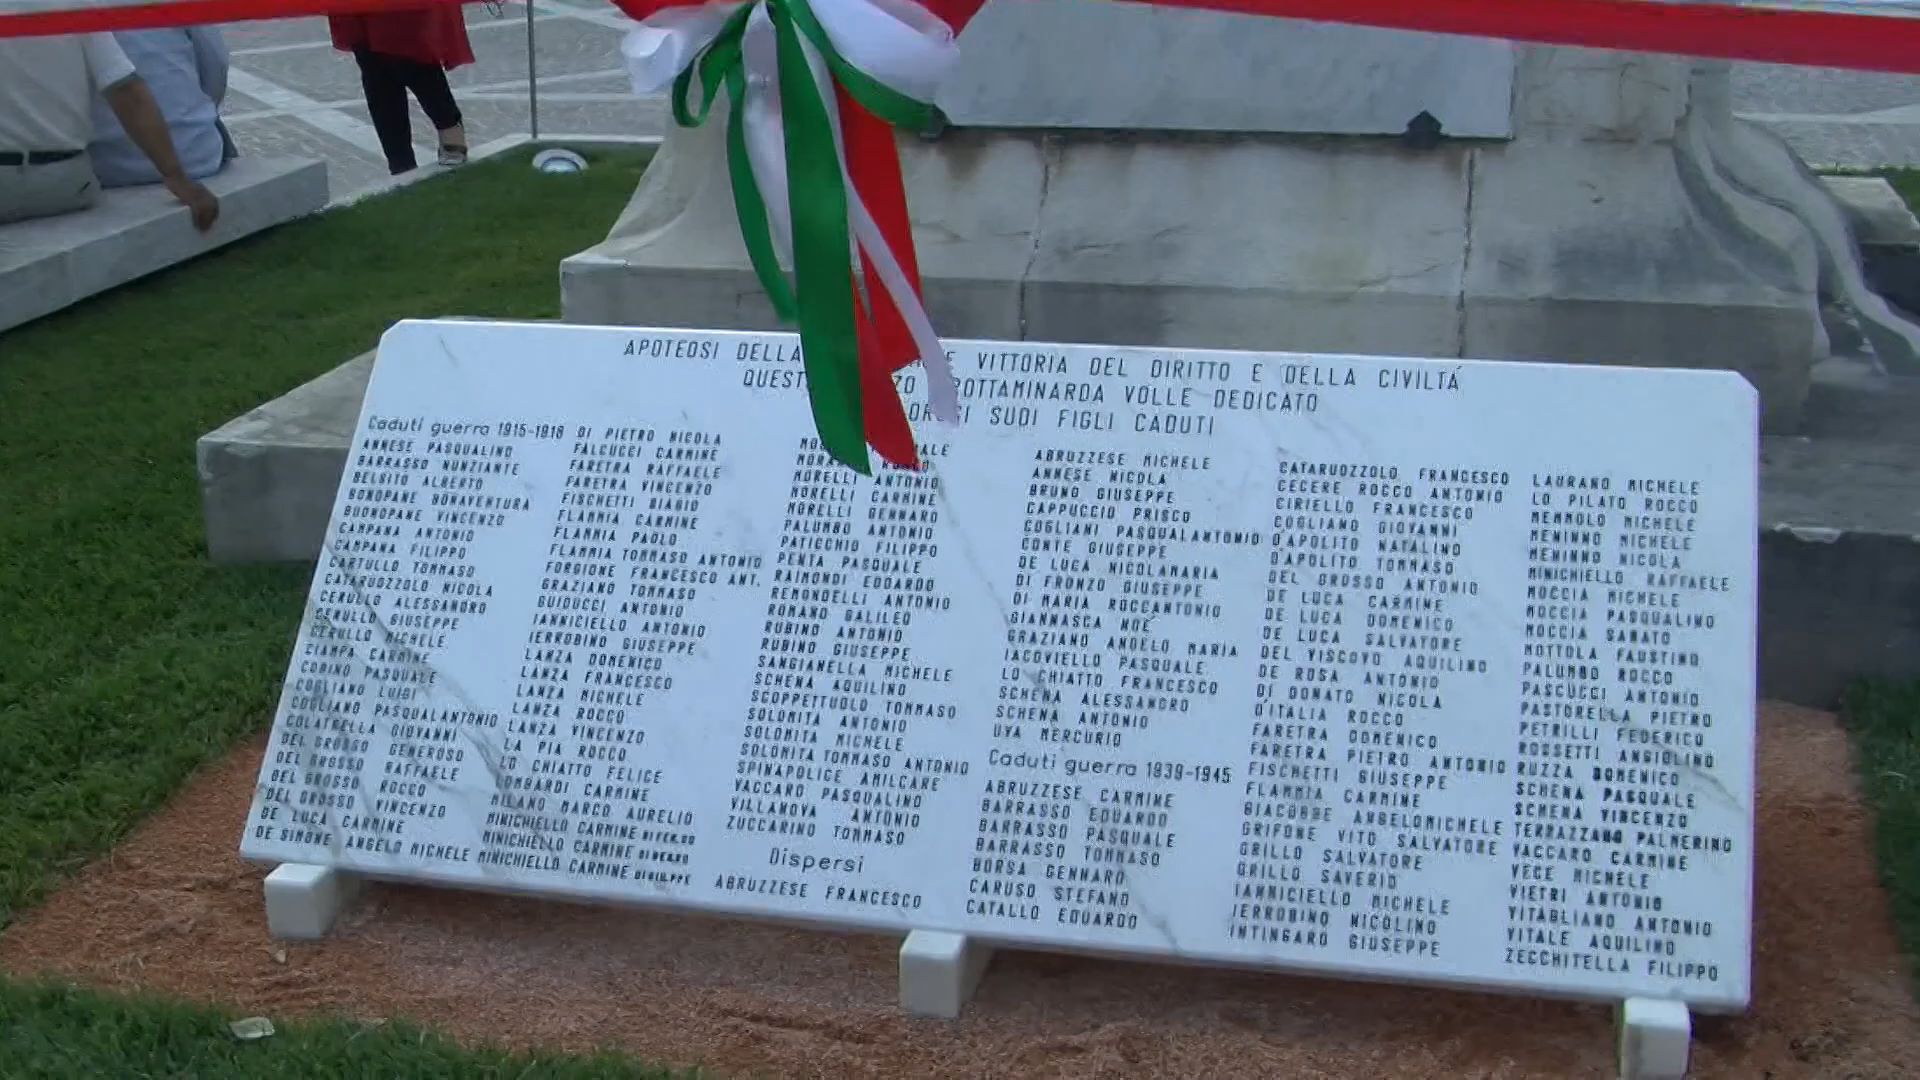 APOTEOSI DELLA VITTORIA DEL DIRITTO E DELLA CIVILTÁ
VOLLE DEDICATO
SUOI FIGLI CADUTI
Caduti guerra 1915-1918
ANNESE PASQUALINO
BARRASSO NUNZIANTE
BELSITO ALBERTO
BONOPANE BONAVENTURA
BUONOPANE VINCENZO
CAMPANA ANTONIO
CAMPANA FILIPPO
CARTULLO TOMMASO
CATARUOZZOLO NICOLA
CERULLO ALESSANDRO
CERULLO GIUSEPPE
CERULLO MICHELE
CIAMPA CARMINE
COBINO PASQUALE
COGLIANO LUIGI
COGLIANO PASQUALANTONIO
COLATRELLA GIOVANNI
DEL GROSSO GENEROSO
DEL GROSSO RAFFAELE
DEL GROSSO ROCCO
DEL GROSSO VINCENZO
DE LUCA CARMINE
DE SIMONE ANGELO MICHELE
DI PIETRO NICOLA
FALCUCCI CARMINE
FARETRA RAFFAELE
FARETRA VINCENZO
FISCHETTI BIAGIO
FLAMMIA CARMINE
FLAMMIA PAOLO
FLAMMIA TOMMASO ANTONIO
FORGIONE FRANCESCO ANT.
GRAZIANO TOMMASO
GUIDUCCI ANTONIO
IANNICIELLO ANTONIO
IERROBINO GIUSEPPE
LANZA DOMENICO
LANZA FRANCESCO
LANZA MICHELE
LANZA ROCCO
LANZA VINCENZO
LA PIA ROCCO
LO CHIATTO FELICE
LOMBARDI CARMINE
MILANO MARCO AURELIO
MINICHIELLO CARMINE
MINICHIELLO CARMINE
MINICHIELLO CARMINE
MORELLI ANTONIO
MORELLI CARMINE
MORELLI GENNARO
PALUMBO ANTONIO
PATICCHIO FILIPPO
PENTA PASQUALE
RAIMONDI EDOARDO
REMONDELLI ANTONIO
ROMANO GALILEO
RUBINO ANTONIO
RUBINO GIUSEPPE
SANGIANELLA MICHELE
SCHENA AQUILINO
SCOPPETTUOLO TOMMASO
SOLOMITA ANTONIO
SOLOMITA MICHELE
SOLOMITA TOMMASO ANTONIO
SPINAPOLICE AMILCARE
VACCARO PASQUALINO
VILLANOVA ANTONIO
ZUCCARINO TOMMASO
Dispersi
ABRUZZESE FRANCESCO
ABRUZZESE MICHELE
ANNESE NICOLA
BRUNO GIUSEPPE
CAPPUCCIO PRISCO
COGLIANI PASQUALANTONIO
CONTE GIUSEPPE
DE LUCA NICOLAMARIA
DI FRONZO GIUSEPPE
DI MARIA ROCCANTONIO
GIANNASCA NOÉ
GRAZIANO ANGELO MARIA
IACOVIELLO PASQUALE
LO CHIATTO FRANCESCO
SCHENA ALESSANDRO
SCHENA ANTONIO
UVA MERCURIO
Caduti guerra 1939-1945
ABRUZZESE CARMINE
BARRASSO EDUARDO
BARRASSO PASQUALE
BARRASSO TOMMASO
BORSA GENNARO
CARUSO STEFANO
CATALLO EDUARDO
CATARUOZZOLO FRANCESCO
CECERE ROCCO ANTONIO
CIRIELLO FRANCESCO
COGLIANO GIOVANNI
D'APOLITO NATALINO
D'APOLITO TOMMASO
DEL GROSSO ANTONIO
DE LUCA CARMINE
DE LUCA DOMENICO
DE LUCA SALVATORE
DEL VISCOVO AQUILINO
DE ROSA ANTONIO
DI DONATO NICOLA
D'ITALIA ROCCO
FARETRA DOMENICO
FARETRA PIETRO ANTONIO
FISCHETTI GIUSEPPE
FLAMMIA CARMINE
GIACOBBE ANGELOMICHELE
GRIFONE VITO SALVATORE
GRILLO SALVATORE
GRILLO SAVERIO
IANNICIELLO MICHELE
IERROBINO NICOLINO
INTINGARO GIUSEPPE
LAURANO MICHELE
LO PILATO ROCCO
MEMMOLO MICHELE
MENINNO MICHELE
MENINNO NICOLA
MINICHIELLO RAFFAELE
MOCCIA MICHELE
MOCCIA PASQUALINO
MOCCIA SABATO
MOTTOLA FAUSTINO
PALUMBO ROCCO
PASCUCCI ANTONIO
PASTORELLA PIETRO
PETRILLI FEDERICO
ROSSETTI ANGIOLINO
RUZZA DOMENICO
SCHENA PASQUALE
SCHENA VINCENZO
TERRAZZANO PALMERINO
VACCARO CARMINE
VECE MICHELE
VIETRI ANTONIO
VITAGLIANO ANTONIO
VITALE AQUILINO
ZECCHITELLA FILIPPO